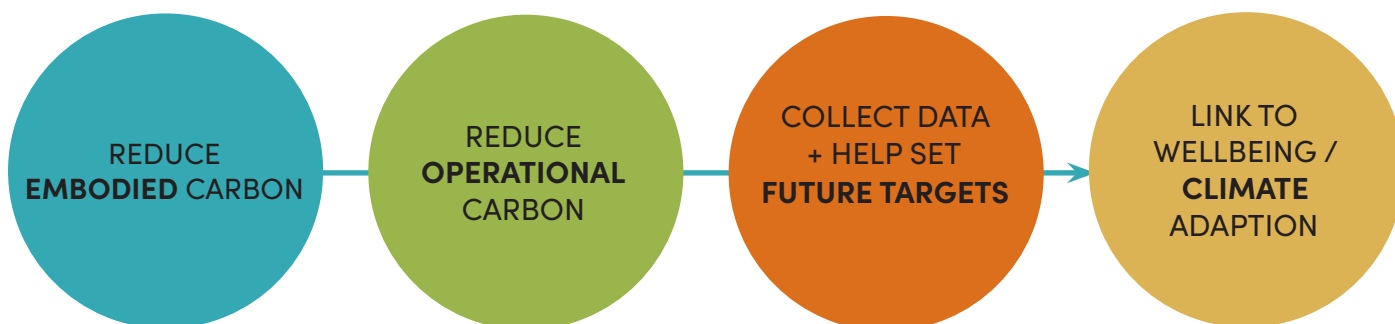 REDUCE
EMBODIED CARBON
REDUCE
OPERATIONAL
CARBON
COLLECT DATA
+ HELP SET
FUTURE TARGETS
LINK TO
WELLBEING /
CLIMATE
ADAPTION